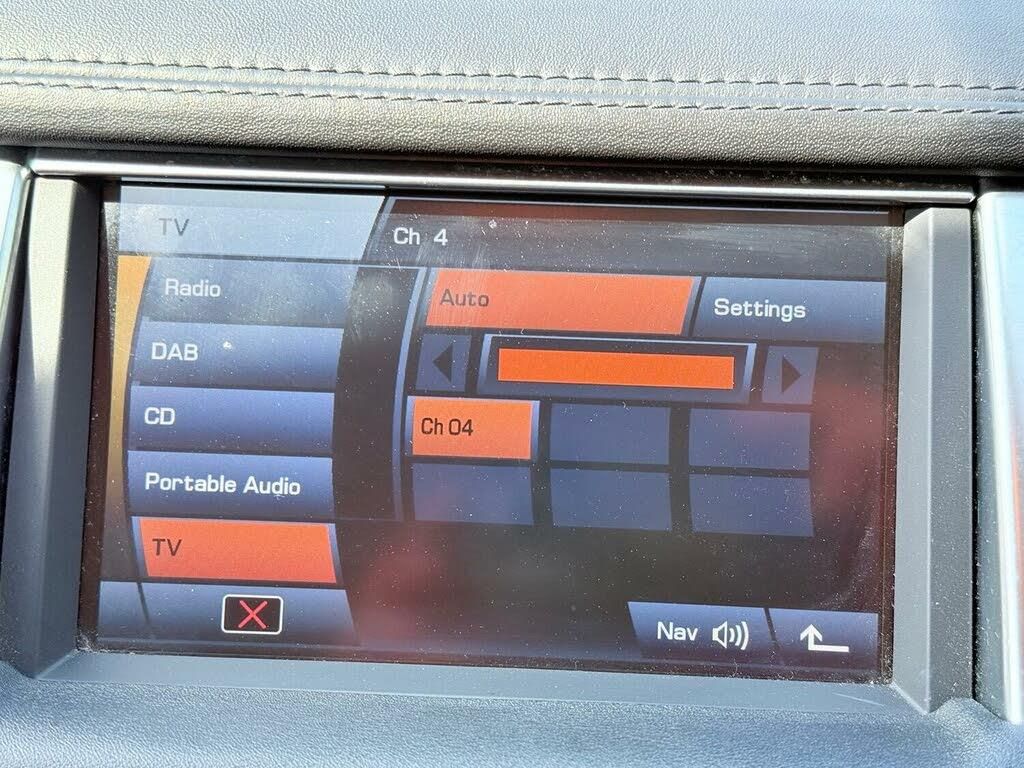 TV
Ch 4
Radio
Auto
Settings
DAB
CD
Ch 04
Portable Audio
TV
Nav